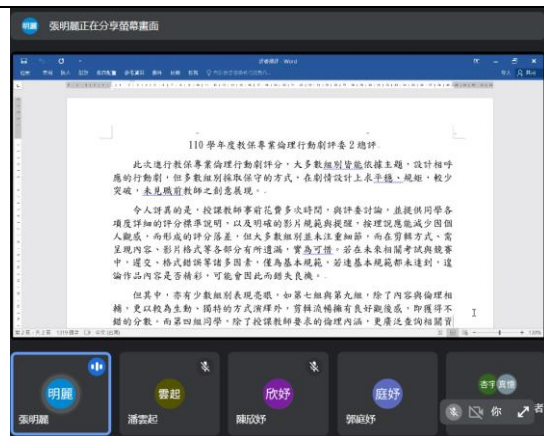 明麗 張明麗正在分享螢幕畫面
Word
110 學年度教保專業倫理行動劇評委 2 總評
此次進行教保專業倫理行動劇評分，大多數組別皆能依據主題，設計相呼
應的行動劇，但多數組別採取保守的方式，在劇情設計上求平穩、規矩，較少
突破，未見職前教師之創意展現。
令人訝異的是，授課教師事前花費多次時間，與評委討論，並提供同學各
項度詳細的評分標準說明，以及明確的影片規範與提醒，按理說應能減少因個
人觀感，而形成的評分落差，但大多數組別並未注重細節，而在剪輯方式、需
呈現內容、影片格式等各部分有所遺漏，實為可惜。若在未來相關考試與競賽
中，遲交、格式錯誤等諸多因素，僅為基本規範，若連基本規範都未達到，遑
論作品內容是否精彩，可能會因此而錯失良機。
但其中，亦有少數組別表現亮眼，如第七組與第九組，除了內容與倫理相
輔，更以較為生動、獨特的方式演繹外，剪輯流暢擁有良好觀後感，即獲得不
錯的分數。而第四組同學，除了授課教師要求的倫理內涵，更廣泛查詢相關資
明麗
雲起
欣妤
庭妤
杏宇
張明麗
潘雲起
陳欣妤
郭庭妤
你
者